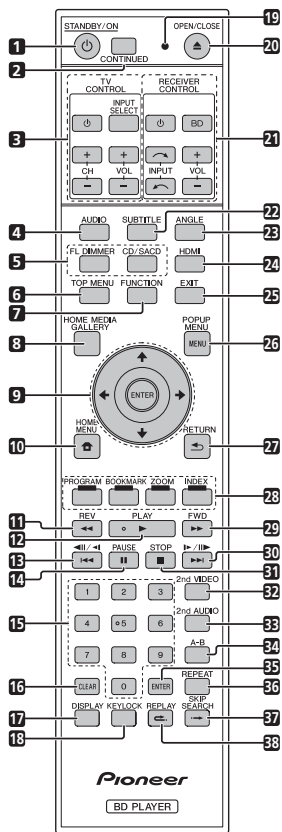 STANDBY/ON
19
OPEN/CLOSE
1
20
2
CONTINUED
TV CONTROL
RECEIVER CONTROL
INPUT SELECT
BD
3
21
+ + +
CH VOL INPUT VOL
– – –
AUDIO SUBTITLE ANGLE
4
22
23
FL DIMMER CD/SACD HDMI
5
24
TOP MENU FUNCTION EXIT
6
7
25
HOME MEDIA GALLERY
POPUP MENU
MENU
8
26
9
ENTER
HOME MENU
RETURN
10
27
PROGRAM BOOKMARK ZOOM INDEX
28
REV PLAY FWD
11
12
29
PAUSE STOP
13
14
30
31
1 2 3
2nd VIDEO
32
4 5 6
2nd AUDIO
15
33
7 8 9
A-B
34
35
CLEAR 0 ENTER
REPEAT
16
36
DISPLAY KEYLOCK REPLAY
SKIP SEARCH
17
18
37
38
Pioneer
BD PLAYER